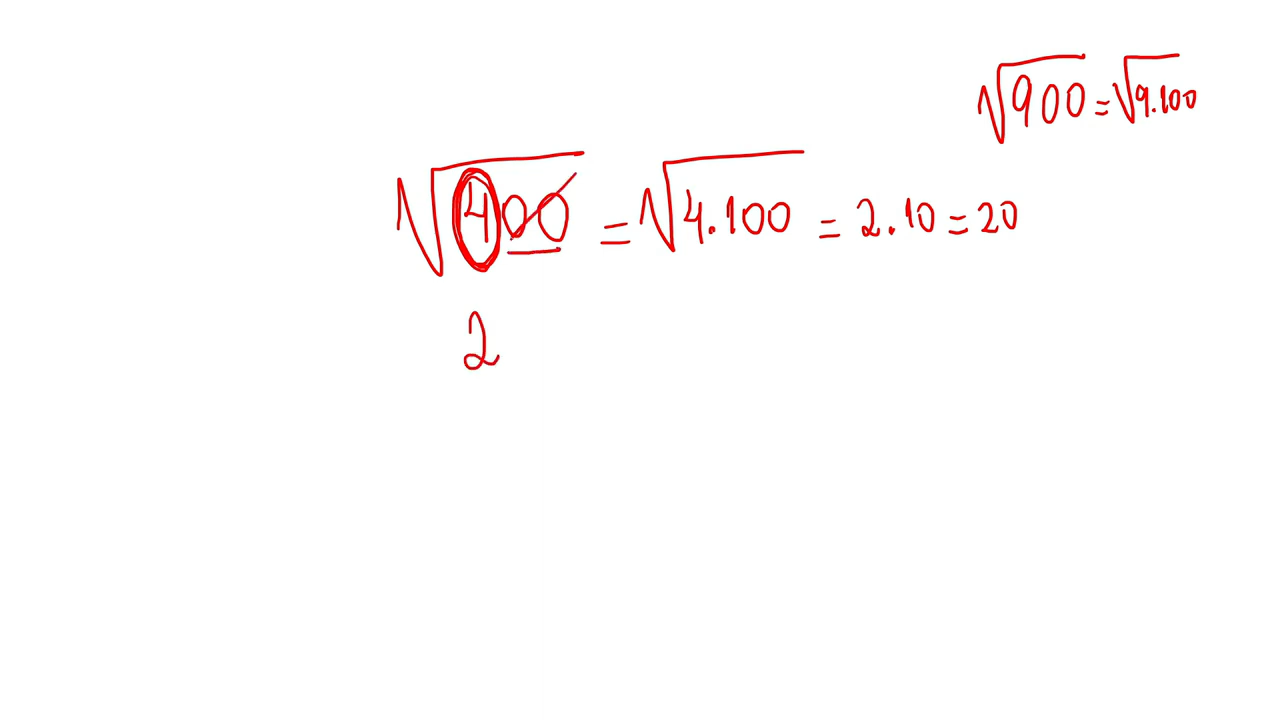 √900 = √9.100
√400 = √4.100 = 2.10 = 20
2